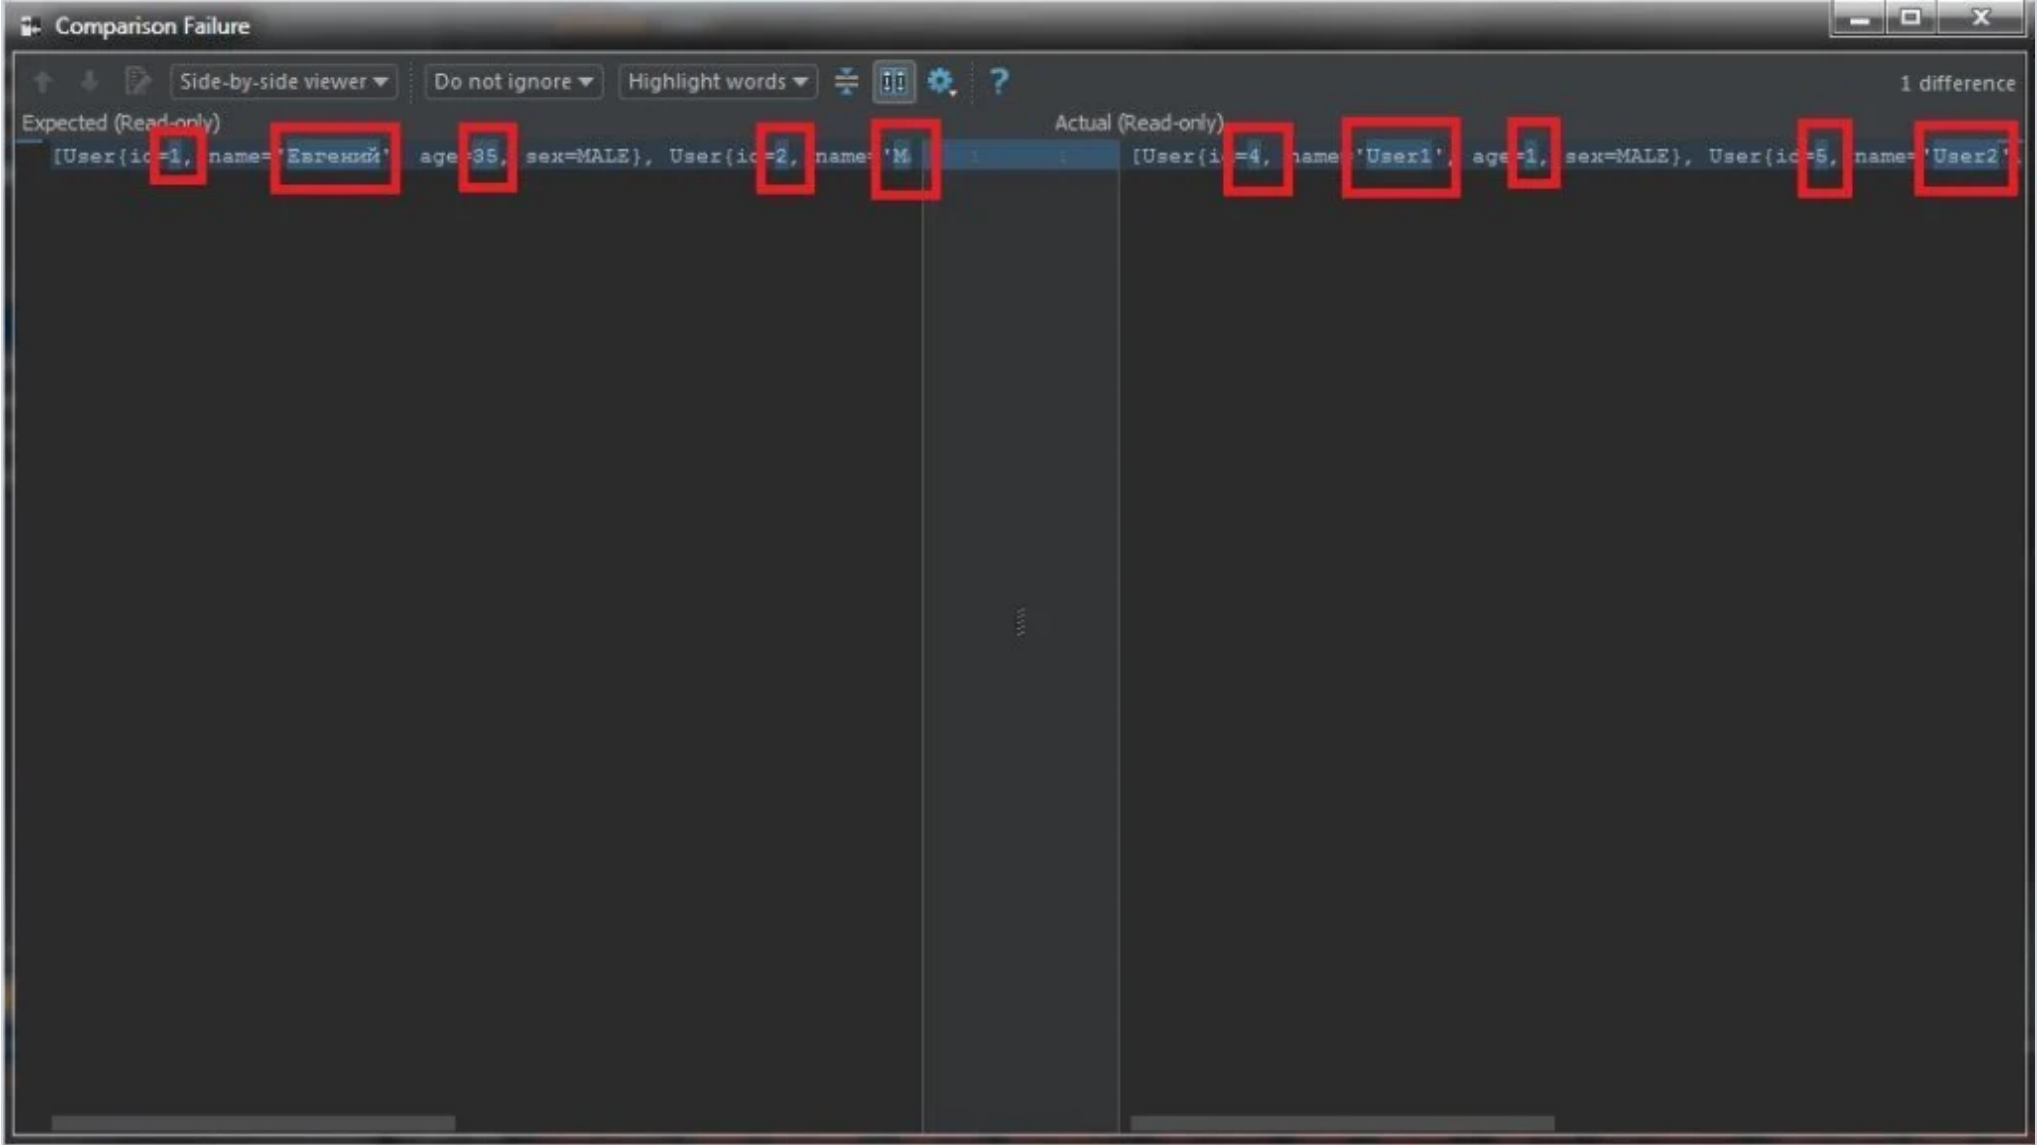 Comparison Failure
Side-by-side viewer Do not ignore Highlight words ? 1 difference
Expected (Read-only) Actual (Read-only)
[User{id=1, name='Евгений' age=35, sex=MALE}, User{id=2, name='М 1 1 [User{id=4, name='User1', age=1, sex=MALE}, User{id=5, name='User2'